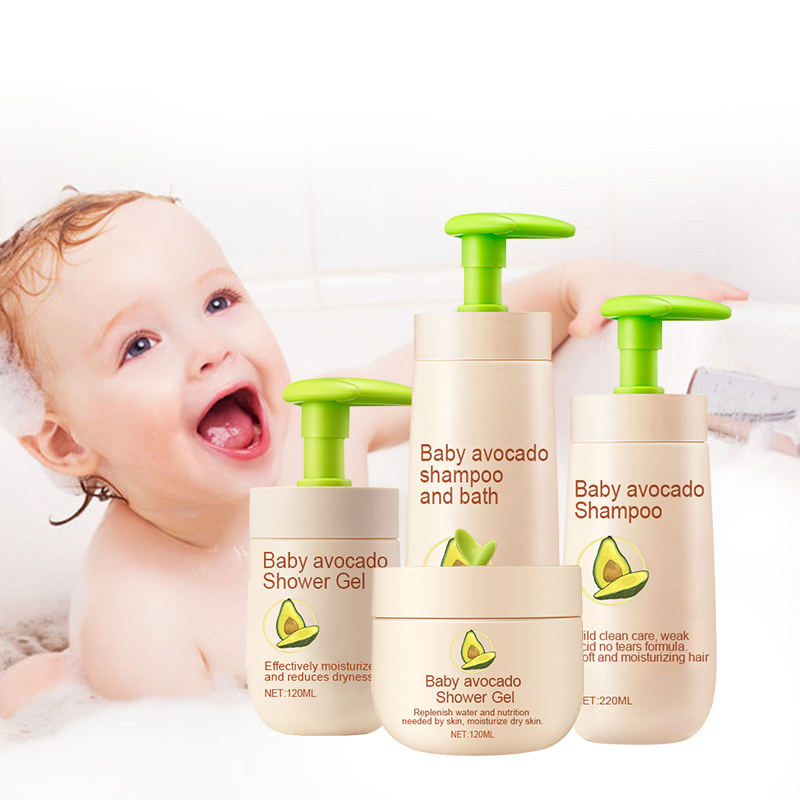 Baby avocado
shampoo
and bath
Baby avocado
Shampoo
ild clean care, weak
cid no tears formula.
oft and moisturizing hair
ET:220ML
Baby avocado
Shower Gel
Effectively moisturize
and reduces dryness
NET:120ML
Baby avocado
Shower Gel
Replenish water and nutrition
needed by skin, moisturize dry skin.
NET:120ML